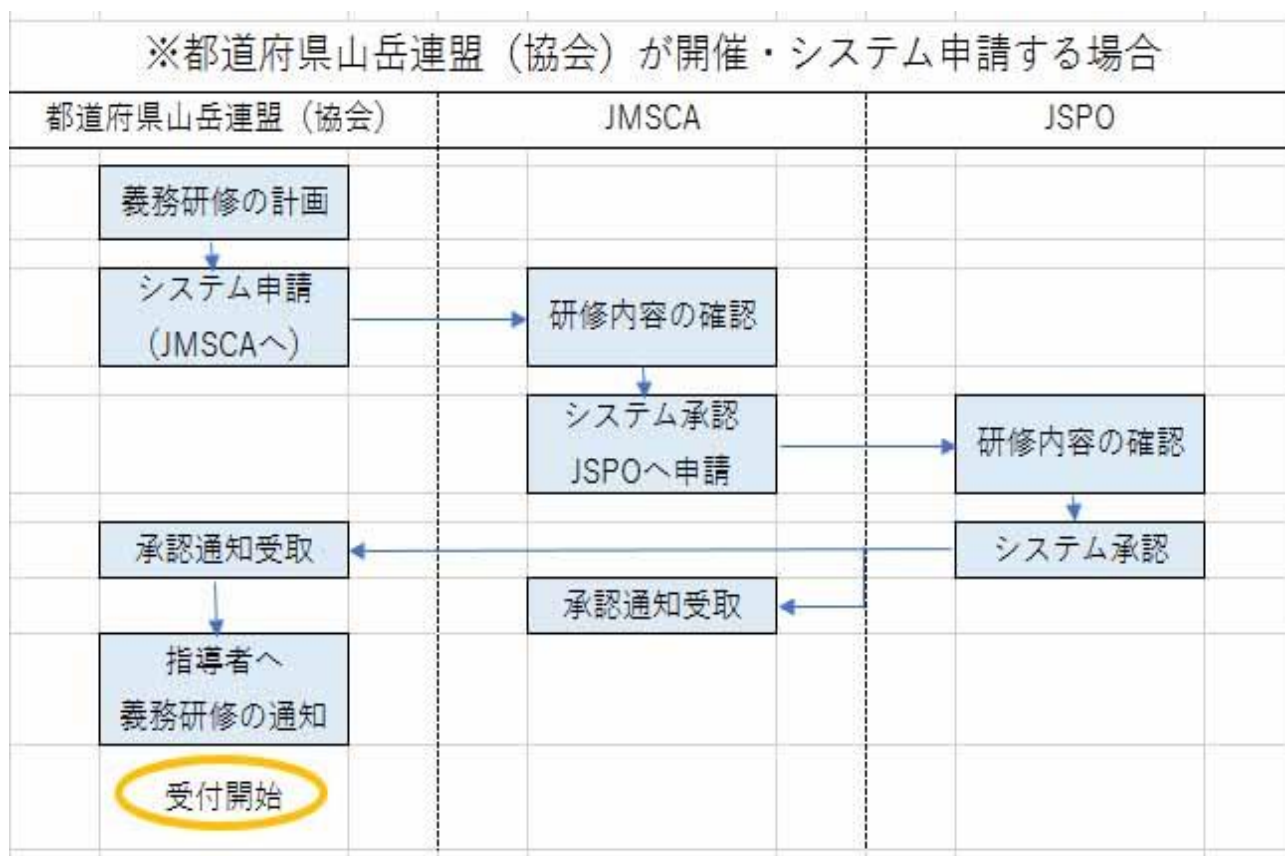 ※都道府県山岳連盟（協会）が開催・システム申請する場合
都道府県山岳連盟（協会）
JMSCA
JSPO
義務研修の計画
システム申請
（JMSCAへ）
研修内容の確認
システム承認
JSPOへ申請
研修内容の確認
承認通知受取
システム承認
承認通知受取
指導者へ
義務研修の通知
受付開始